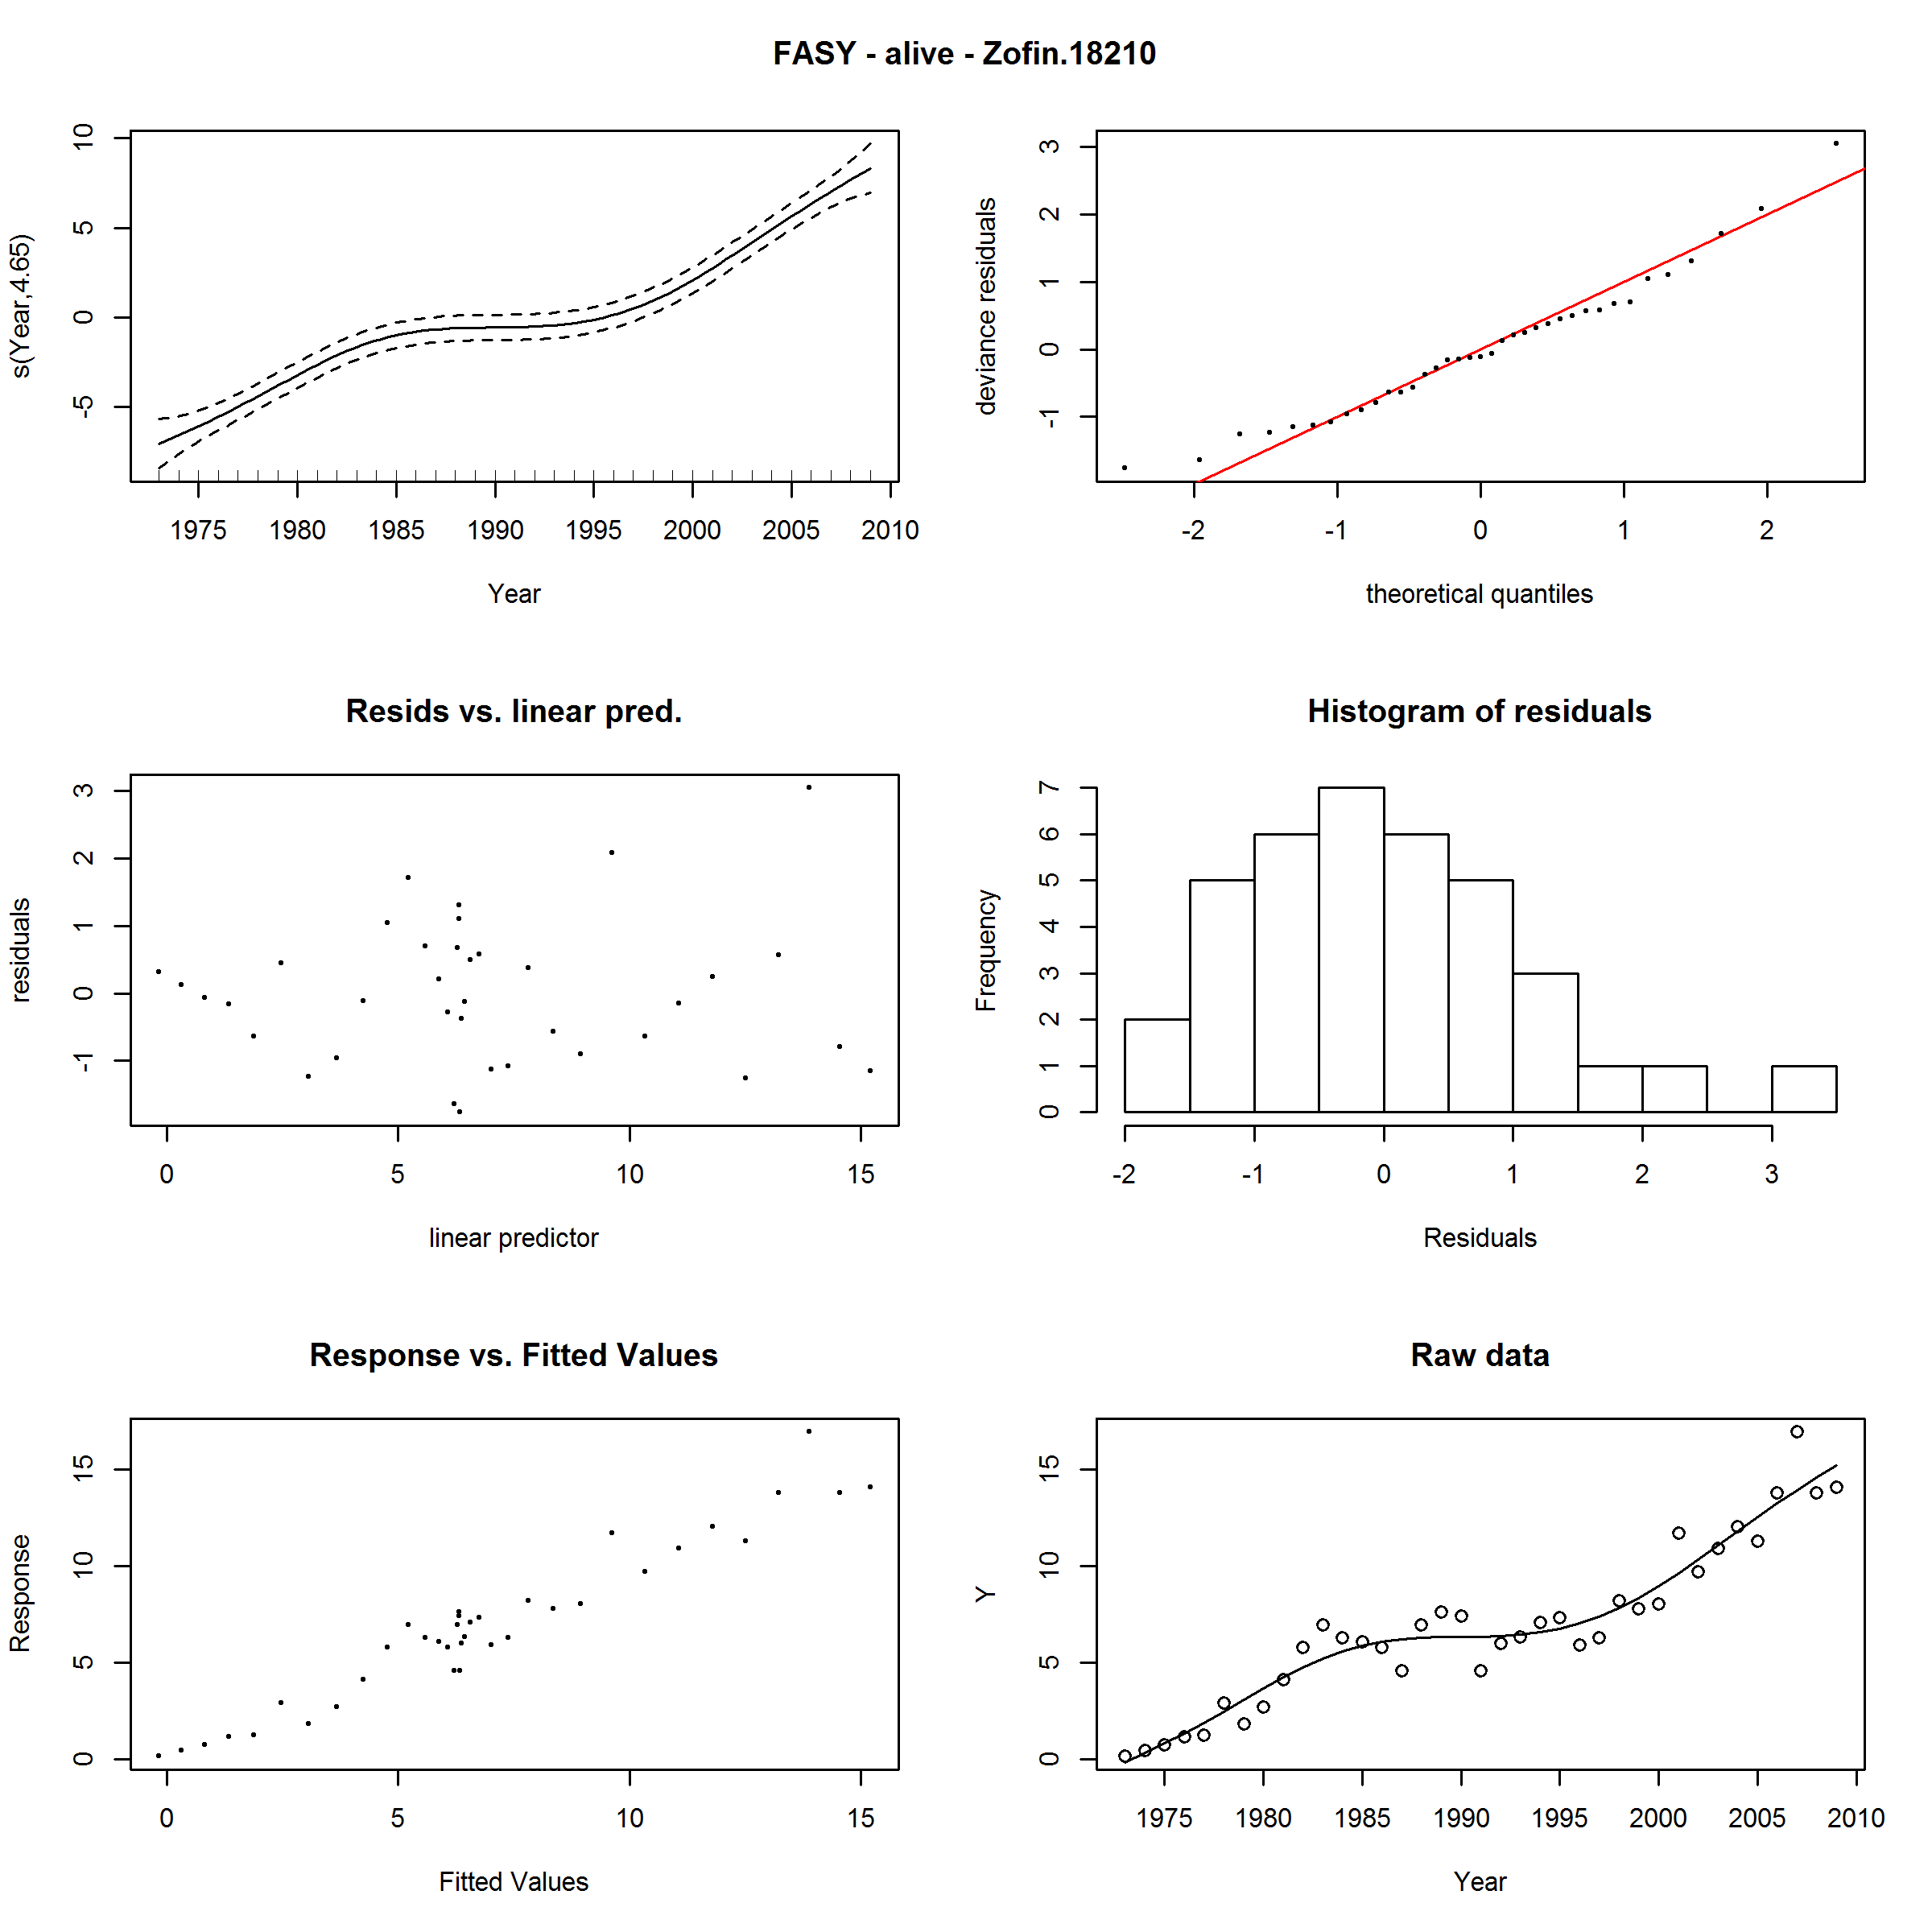 FASY - alive - Zofin.18210
s(Year,4.65)
10
5
0
-5
1975 1980 1985 1990 1995 2000 2005 2010
Year
deviance residuals
3
2
1
0
-1
-2 -1 0 1 2
theoretical quantiles
Resids vs. linear pred.
residuals
3
2
1
0
-1
0 5 10 15
linear predictor
Histogram of residuals
Frequency
7
6
5
4
3
2
1
0
-2 -1 0 1 2 3
Residuals
Response vs. Fitted Values
Response
15
10
5
0
0 5 10 15
Fitted Values
Raw data
Y
15
10
5
0
1975 1980 1985 1990 1995 2000 2005 2010
Year